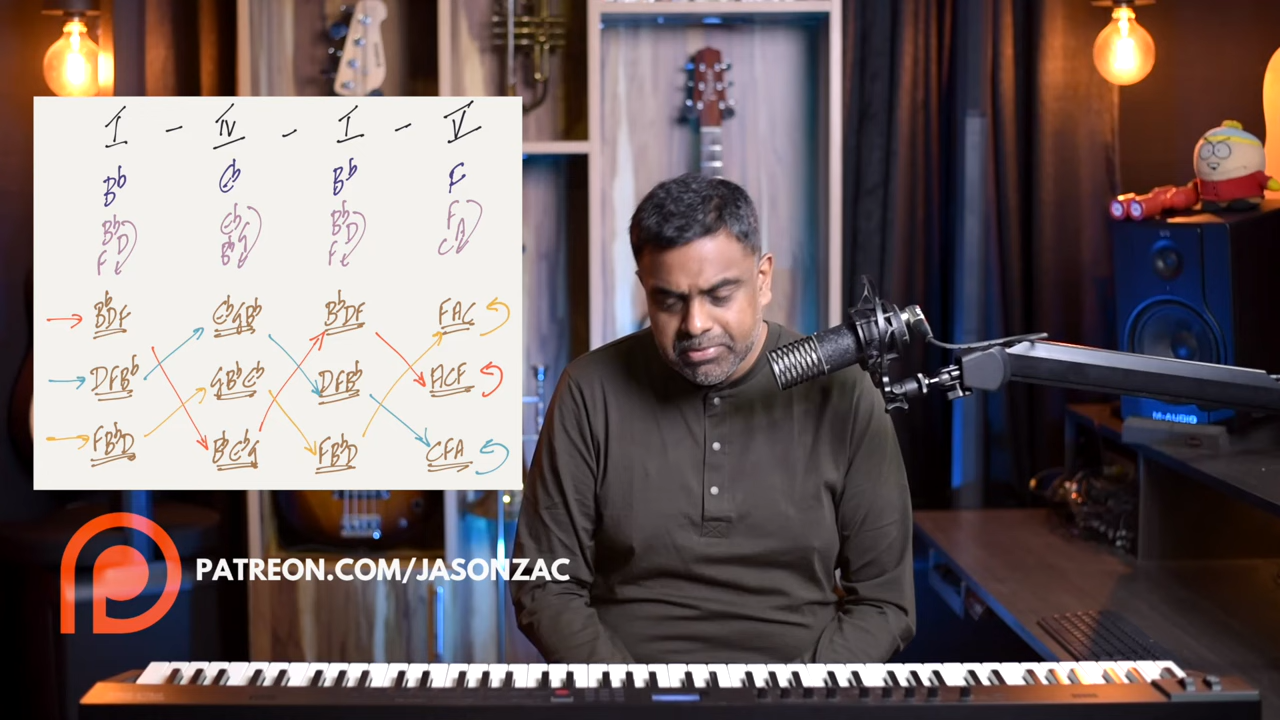 I - IV - I - V
B♭ E♭ B♭ F
B♭ E♭ B♭ F
D G D A
F B♭ F C
B♭DF E♭GB♭ B♭DF FAC
DFB♭ GB♭E♭ DFB♭ ACF
FB♭D B♭E♭G FB♭D CFA
M-AUDIO
PATREON.COM/JASONZAC